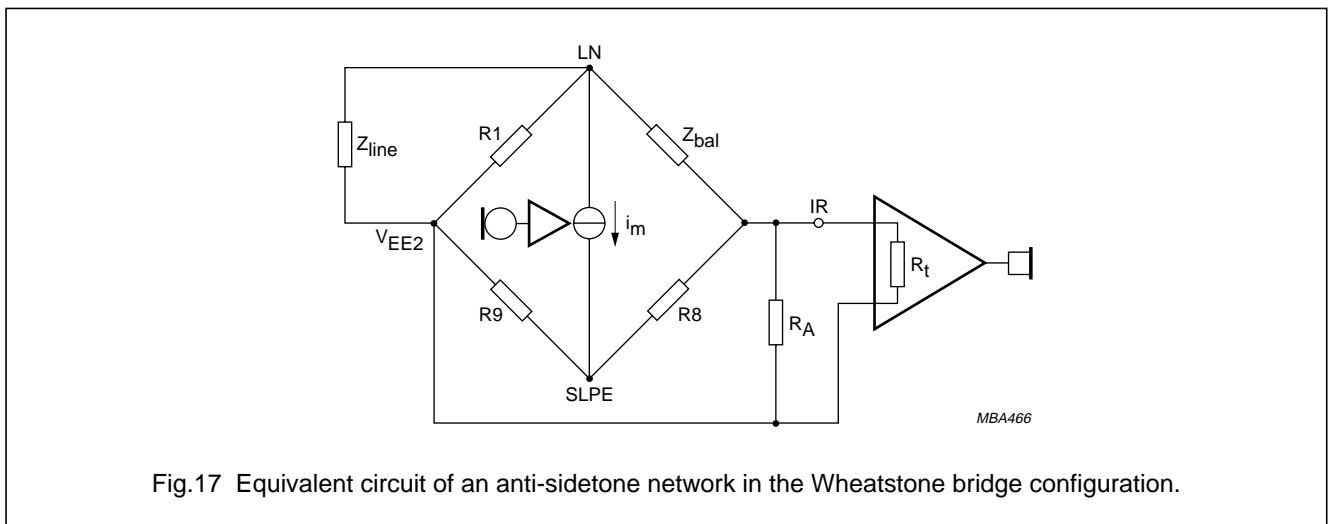 LN
R1
Z_bal
Z_line
IR
V_EE2
i_m
R_t
R9
R8
R_A
SLPE
MBA466
Fig.17 Equivalent circuit of an anti-sidetone network in the Wheatstone bridge configuration.